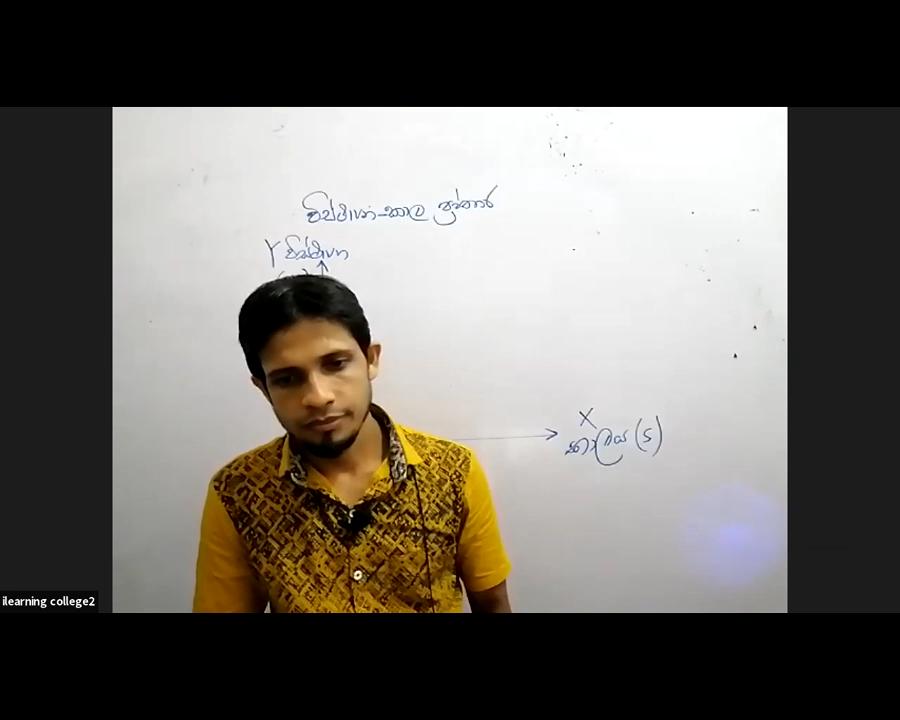 විස්ථාපන-කාල ප්‍රස්තාර
Y විස්ථාපන
X
කාලය (s)
ilearning college2